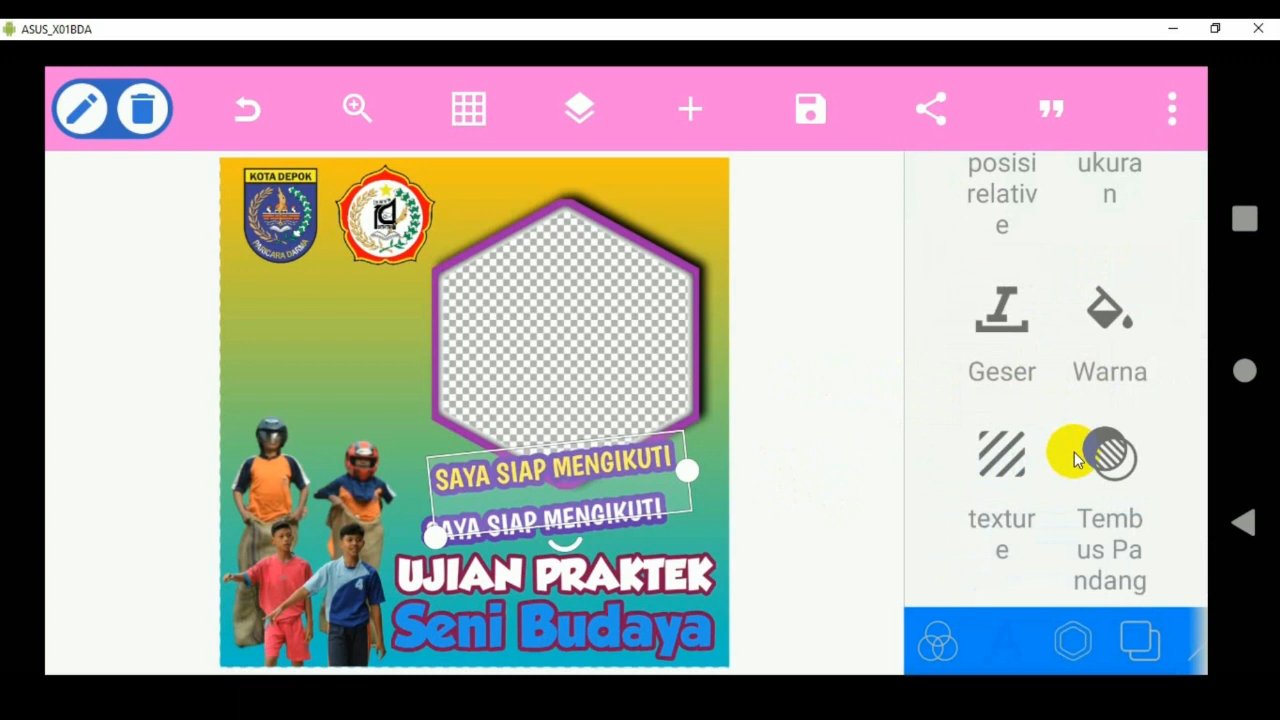 ASUS_X01BDA
KOTA DEPOK
PARICARA DARMA
SAYA SIAP MENGIKUTI
SAYA SIAP MENGIKUTI
UJIAN PRAKTEK
Seni Budaya
posisi
relativ
e
ukura
n
Geser
Warna
textur
e
Temb
us Pa
ndang